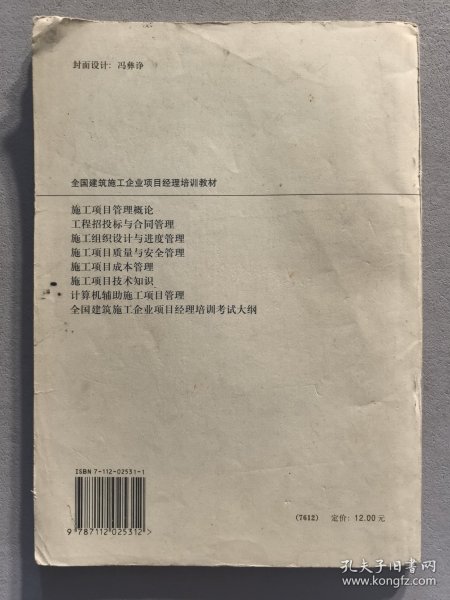 封面设计：冯彝诤
全国建筑施工企业项目经理培训教材
施工项目管理概论
工程招投标与合同管理
施工组织设计与进度管理
施工项目质量与安全管理
施工项目成本管理
施工项目技术知识
计算机辅助施工项目管理
全国建筑施工企业项目经理培训考试大纲
ISBN 7-112-02531-1
9 787112 025312 >
(7612) 定价：12.00 元
孔夫子旧书网
www.kongfz.com